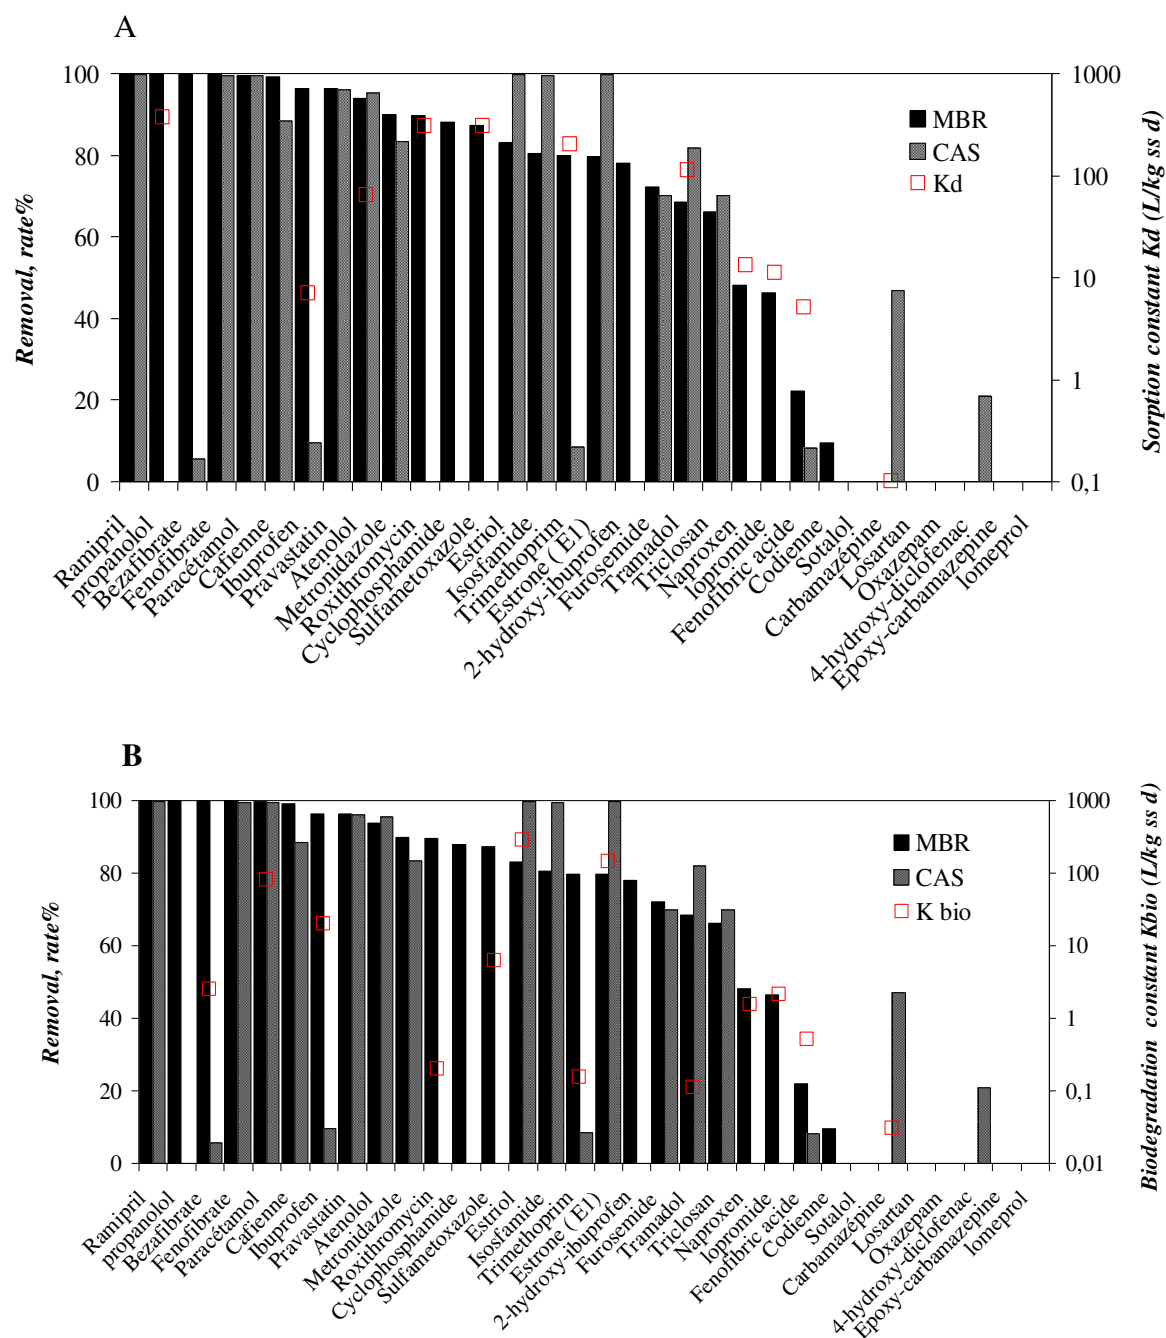 A
100
80
60
40
20
0
Removal, rate%
1000
100
10
1
0,1
Sorption constant Kd (L/kg ss d)
MBR
CAS
Kd
Ramipril
propanolol
Bezafibrate
Fenofibrate
Paracétamol
Cafienne
Ibuprofen
Pravastatin
Atenolol
Metronidazole
Roxithromycin
Cyclophosphamide
Sulfametoxazole
Estriol
Isosfamide
Trimethoprim
Estrone ( E1)
2-hydroxy-ibuprofen
Furosemide
Tramadol
Triclosan
Naproxen
Iopromide
Fenofibric acide
Codienne
Sotalol
Carbamazépine
Losartan
Oxazepam
4-hydroxy-diclofenac
Epoxy-carbamazepine
Iomeprol
B
100
80
60
40
20
0
Removal, rate%
1000
100
10
1
0,1
0,01
Biodegradation constant Kbio (L/kg ss d)
MBR
CAS
K bio
Ramipril
propanolol
Bezafibrate
Fenofibrate
Paracétamol
Cafienne
Ibuprofen
Pravastatin
Atenolol
Metronidazole
Roxithromycin
Cyclophosphamide
Sulfametoxazole
Estriol
Isosfamide
Trimethoprim
Estrone ( E1)
2-hydroxy-ibuprofen
Furosemide
Tramadol
Triclosan
Naproxen
Iopromide
Fenofibric acide
Codienne
Sotalol
Carbamazépine
Losartan
Oxazepam
4-hydroxy-diclofenac
Epoxy-carbamazepine
Iomeprol